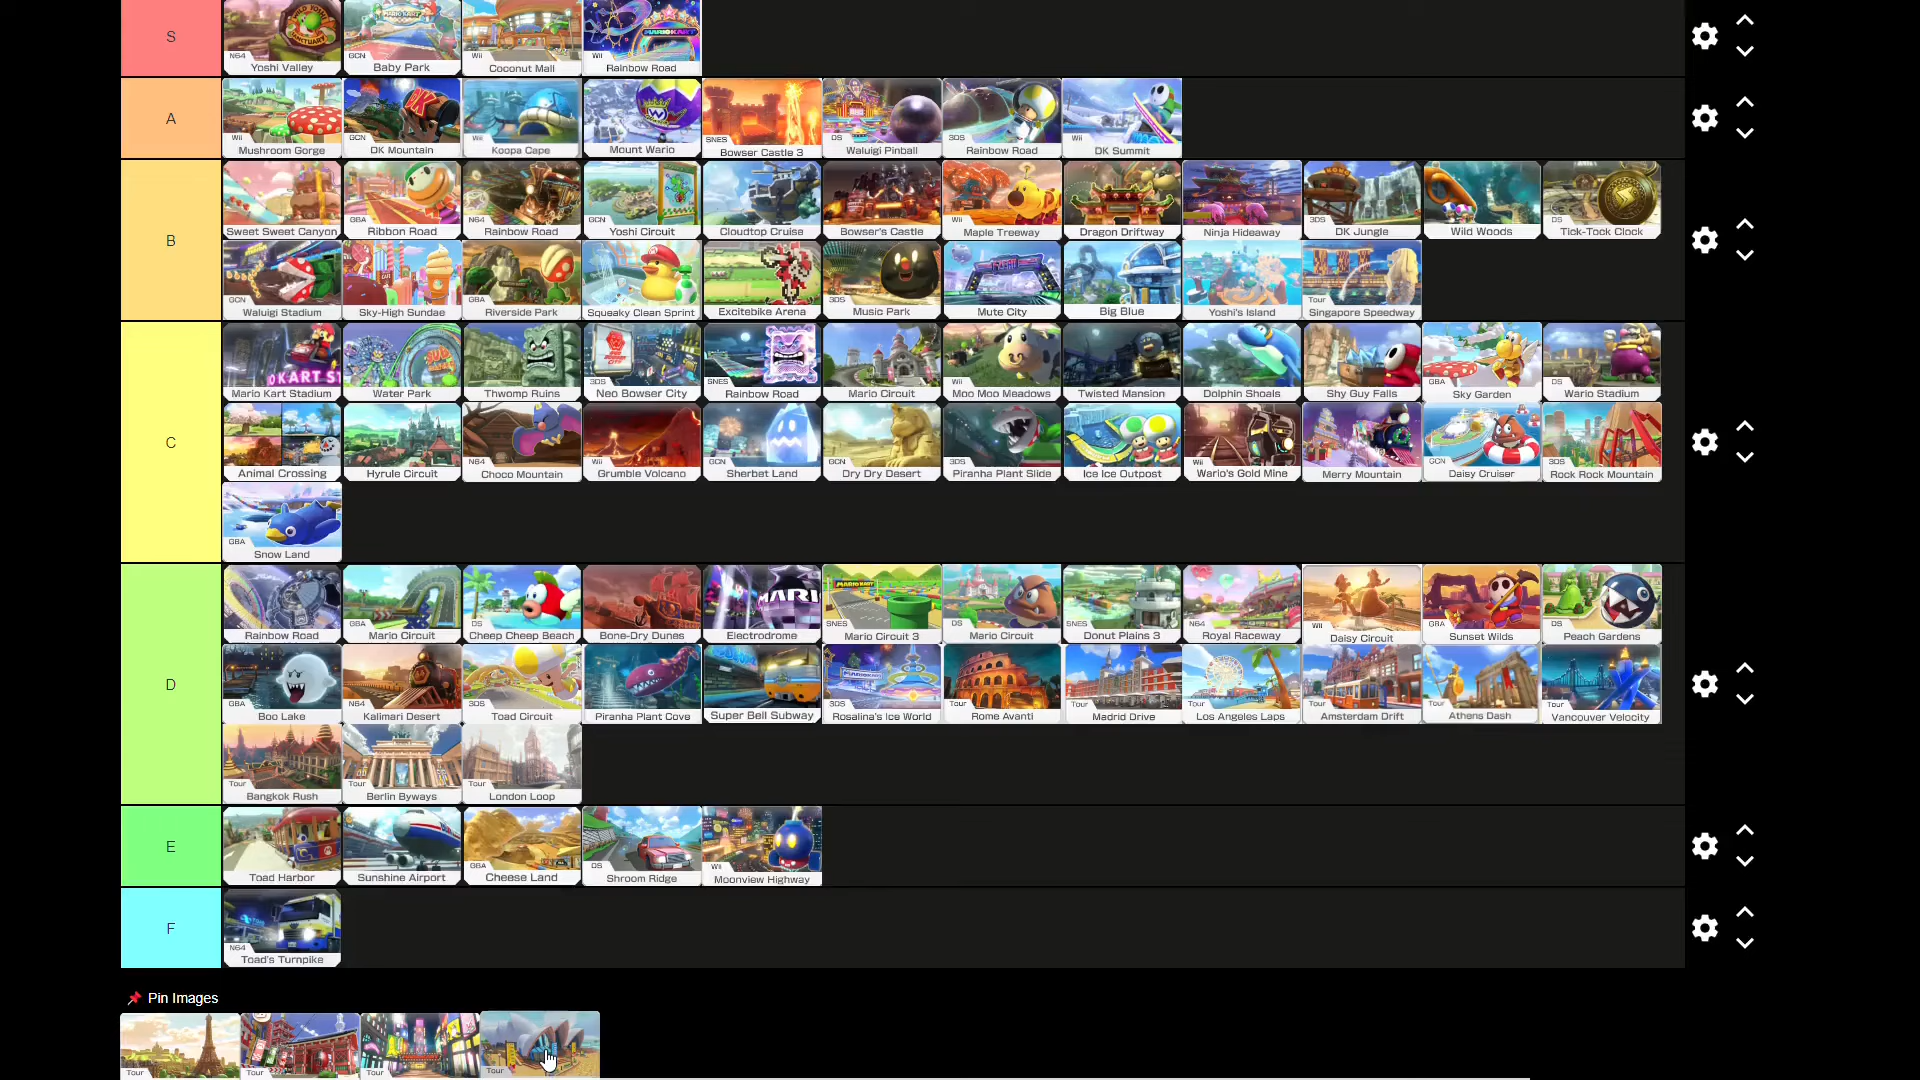 S
N64
Yoshi Valley
GCN
Baby Park
Wii
Coconut Mall
Wii
Rainbow Road
A
Wii
Mushroom Gorge
GCN
DK Mountain
Wii
Koopa Cape
Mount Wario
SNES
Bowser Castle 3
DS
Waluigi Pinball
3DS
Rainbow Road
Wii
DK Summit
B
Sweet Sweet Canyon
GBA
Ribbon Road
N64
Rainbow Road
GCN
Yoshi Circuit
Cloudtop Cruise
Bowser's Castle
Wii
Maple Treeway
Dragon Driftway
Ninja Hideaway
3DS
DK Jungle
Wild Woods
DS
Tick-Tock Clock
GCN
Waluigi Stadium
Sky-High Sundae
GBA
Riverside Park
Squeaky Clean Sprint
Excitebike Arena
3DS
Music Park
Mute City
Big Blue
Yoshi's Island
Tour
Singapore Speedway
C
Mario Kart Stadium
Water Park
Thwomp Ruins
3DS
Neo Bowser City
SNES
Rainbow Road
Mario Circuit
Wii
Moo Moo Meadows
Twisted Mansion
Dolphin Shoals
Shy Guy Falls
GBA
Sky Garden
DS
Wario Stadium
Animal Crossing
Hyrule Circuit
N64
Choco Mountain
Wii
Grumble Volcano
GCN
Sherbet Land
GCN
Dry Dry Desert
3DS
Piranha Plant Slide
Ice Ice Outpost
Wii
Wario's Gold Mine
Merry Mountain
GCN
Daisy Cruiser
3DS
Rock Rock Mountain
GBA
Snow Land
D
Rainbow Road
GBA
Mario Circuit
DS
Cheep Cheep Beach
Bone-Dry Dunes
Electrodrome
SNES
Mario Circuit 3
DS
Mario Circuit
SNES
Donut Plains 3
N64
Royal Raceway
Wii
Daisy Circuit
GBA
Sunset Wilds
DS
Peach Gardens
GBA
Boo Lake
N64
Kalimari Desert
3DS
Toad Circuit
Piranha Plant Cove
Super Bell Subway
3DS
Rosalina's Ice World
Tour
Rome Avanti
Tour
Madrid Drive
Tour
Los Angeles Laps
Tour
Amsterdam Drift
Tour
Athens Dash
Tour
Vancouver Velocity
Tour
Bangkok Rush
Tour
Berlin Byways
Tour
London Loop
E
Toad Harbor
Sunshine Airport
GBA
Cheese Land
DS
Shroom Ridge
Wii
Moonview Highway
F
N64
Toad's Turnpike
Pin Images
Tour
Tour
Tour
Tour